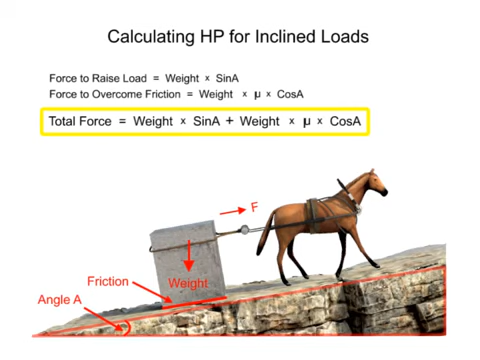 Calculating HP for Inclined Loads
Force to Raise Load = Weight x SinA
Force to Overcome Friction = Weight x µ x CosA
Total Force = Weight x SinA + Weight x µ x CosA
F
Friction
Weight
Angle A